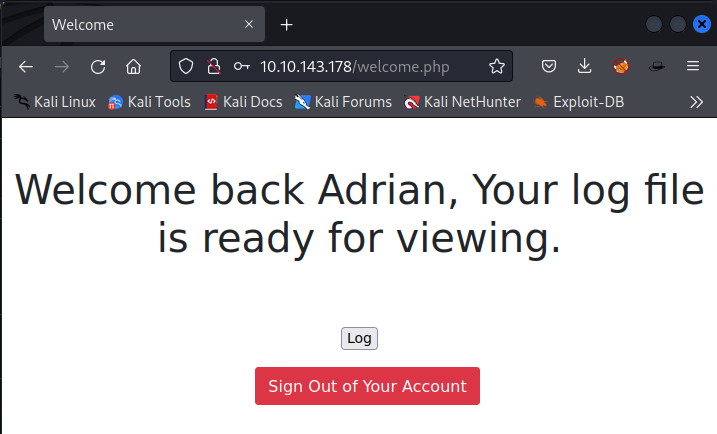 Welcome
10.10.143.178/welcome.php
Kali Linux Kali Tools Kali Docs Kali Forums Kali NetHunter Exploit-DB
Welcome back Adrian, Your log file
is ready for viewing.
Log
Sign Out of Your Account